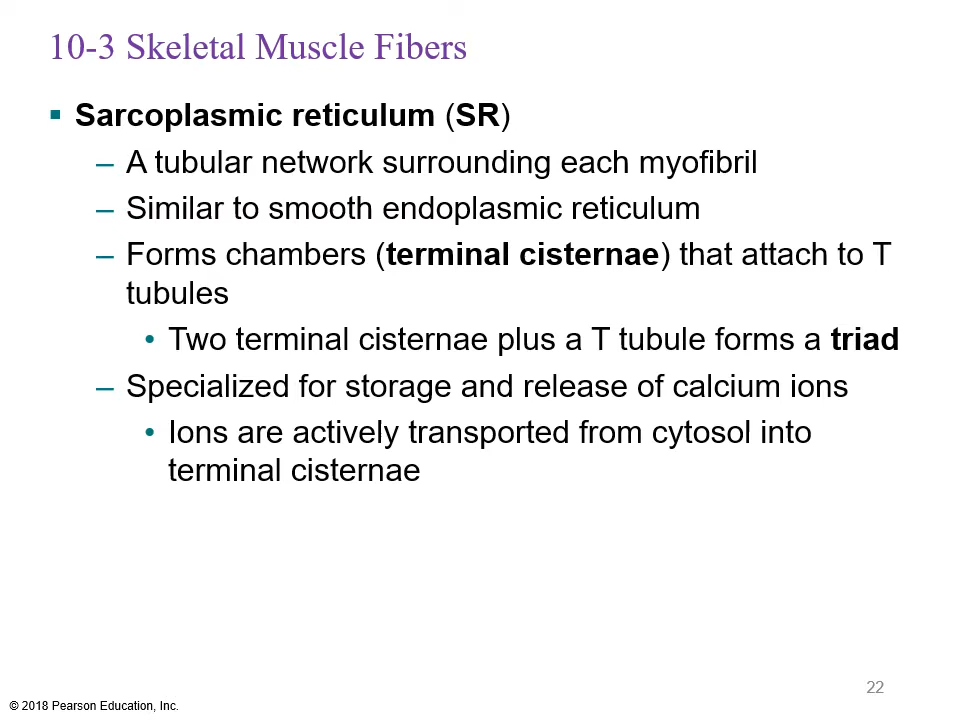 10-3 Skeletal Muscle Fibers
▪ Sarcoplasmic reticulum (SR)
– A tubular network surrounding each myofibril
– Similar to smooth endoplasmic reticulum
– Forms chambers (terminal cisternae) that attach to T
tubules
• Two terminal cisternae plus a T tubule forms a triad
– Specialized for storage and release of calcium ions
• Ions are actively transported from cytosol into
terminal cisternae
22
© 2018 Pearson Education, Inc.